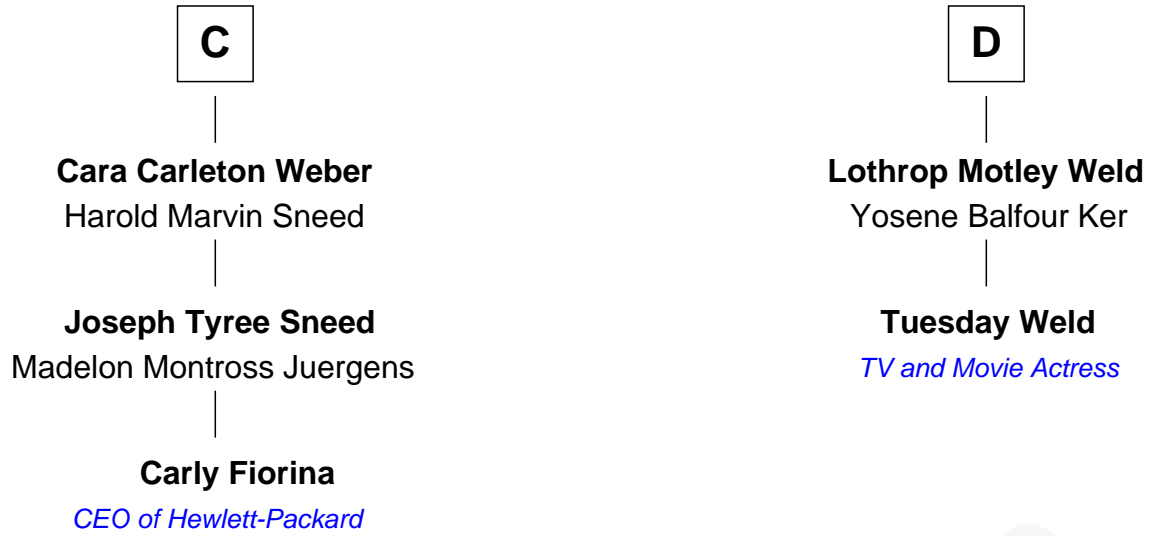 C
Cara Carleton Weber
Harold Marvin Sneed
Joseph Tyree Sneed
Madelon Montross Juergens
Carly Fiorina
CEO of Hewlett-Packard
D
Lothrop Motley Weld
Yosene Balfour Ker
Tuesday Weld
TV and Movie Actress